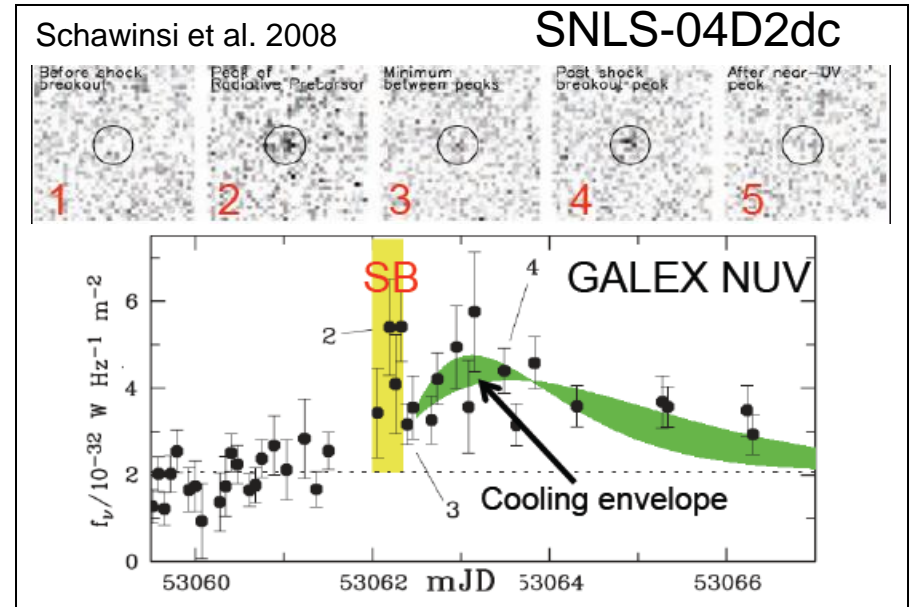 Schawinsi et al. 2008
SNLS-04D2dc
Before shock
breakout
Peak of
Radiative Precursor
Minimum
between peaks
Post shock
breakout peak
After near-UV
peak
1
2
3
4
5
SB
GALEX NUV
2
4
3
Cooling envelope
fν/10⁻³² W Hz⁻¹ m⁻²
6
4
2
0
53060
53062
mJD
53064
53066